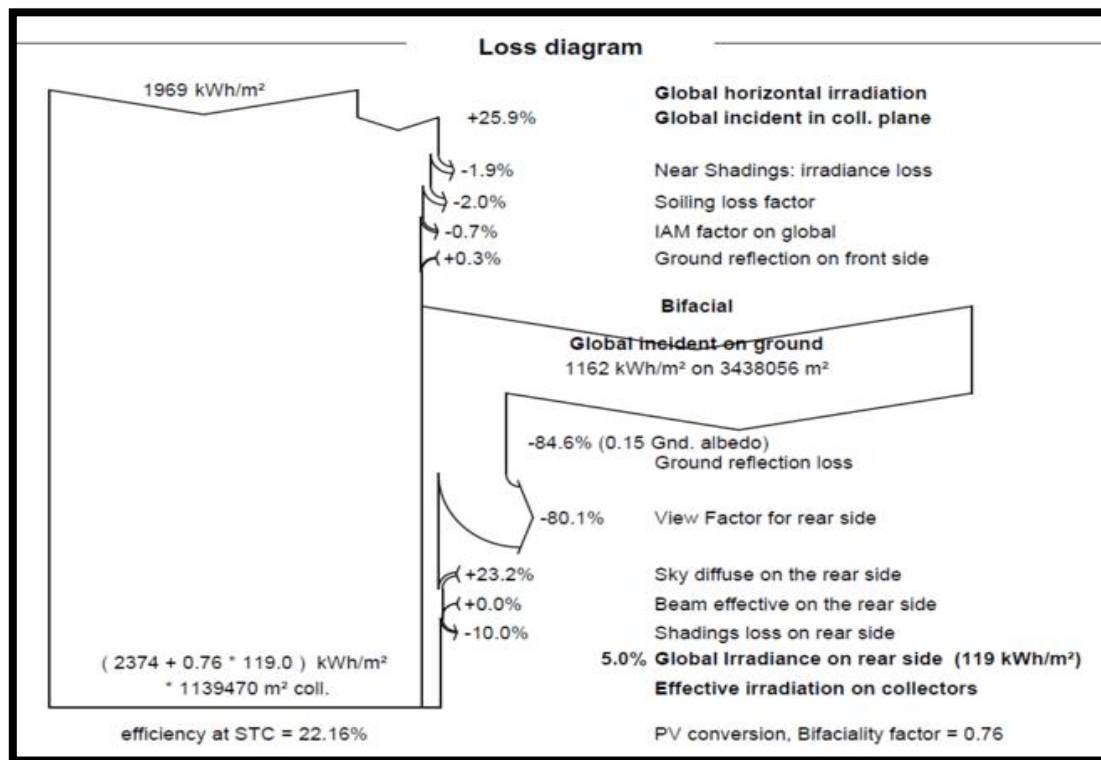 Loss diagram
1969 kWh/m²
Global horizontal irradiation
+25.9%
Global incident in coll. plane
-1.9%
Near Shadings: irradiance loss
-2.0%
Soiling loss factor
-0.7%
IAM factor on global
+0.3%
Ground reflection on front side
Bifacial
Global incident on ground
1162 kWh/m² on 3438056 m²
-84.6% (0.15 Gnd. albedo)
Ground reflection loss
-80.1%
View Factor for rear side
+23.2%
Sky diffuse on the rear side
+0.0%
Beam effective on the rear side
-10.0%
Shadings loss on rear side
5.0% Global Irradiance on rear side (119 kWh/m²)
( 2374 + 0.76 * 119.0 ) kWh/m²
* 1139470 m² coll.
Effective irradiation on collectors
efficiency at STC = 22.16%
PV conversion, Bifaciality factor = 0.76